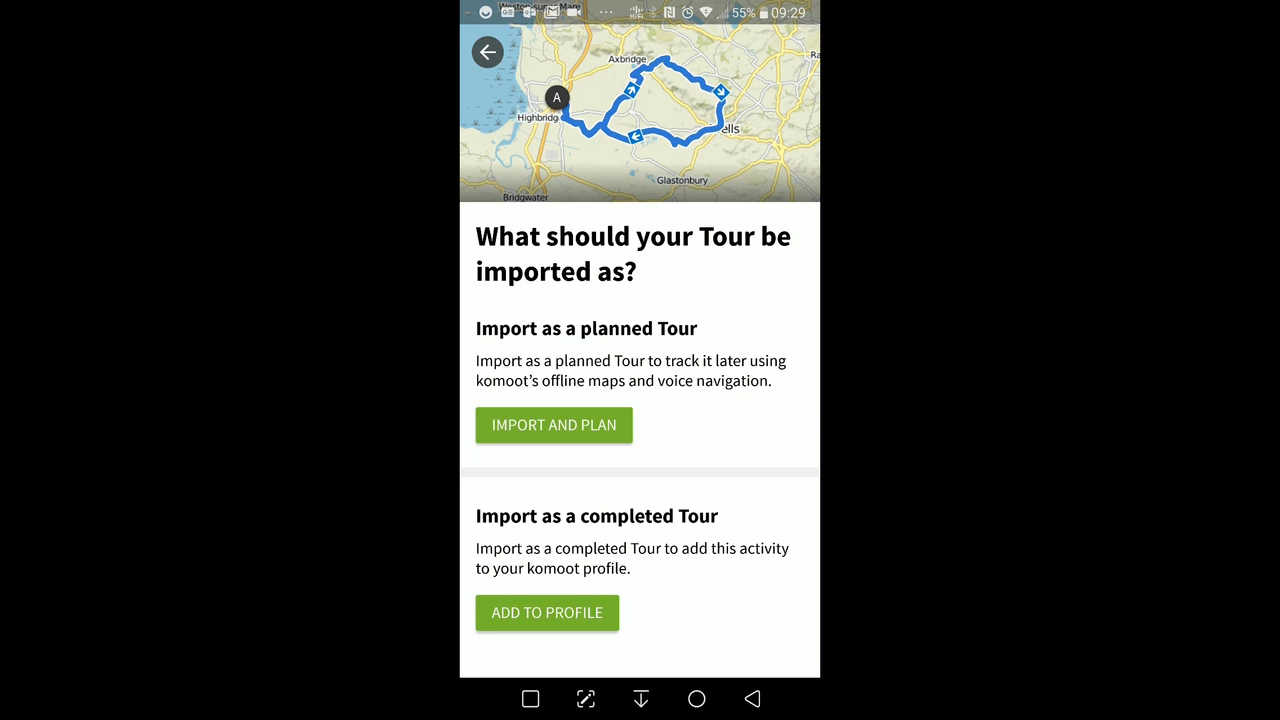 55% 09:29
Axbridge
A
Highbridg
ells
Glastonbury
Bridgwater
What should your Tour be
imported as?
Import as a planned Tour
Import as a planned Tour to track it later using
komoot’s offline maps and voice navigation.
IMPORT AND PLAN
Import as a completed Tour
Import as a completed Tour to add this activity
to your komoot profile.
ADD TO PROFILE